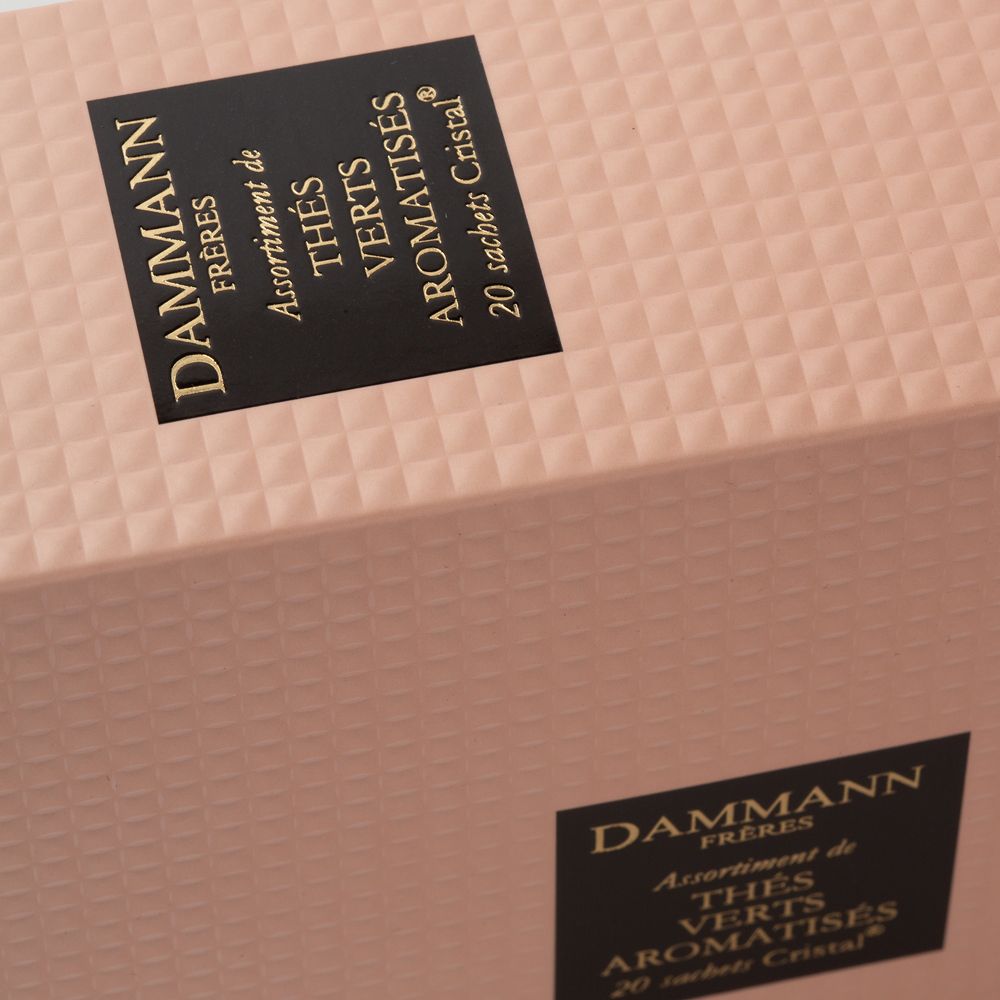 DAMMANN
FRÈRES
Assortiment de
THÉS
VERTS
AROMATISÉS
20 sachets Cristal®
DAMMANN
FRÈRES
Assortiment de
THÉS
VERTS
AROMATISÉS
20 sachets Cristal®